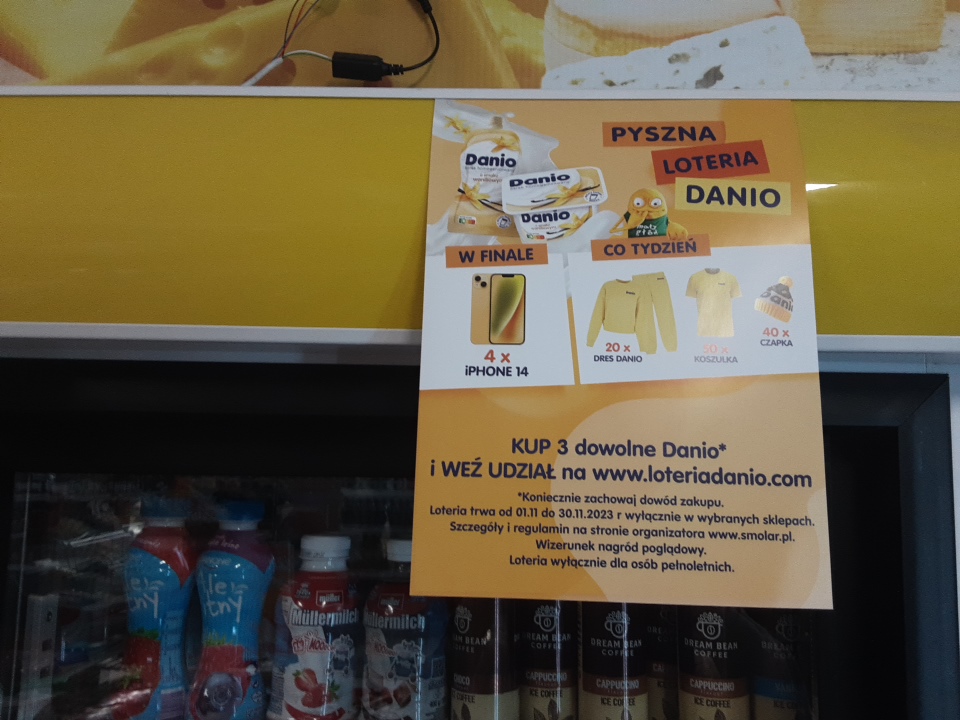 PYSZNA
LOTERIA
DANIO
Danio
Danio
Danio
W FINALE
CO TYDZIEŃ
4 x
iPHONE 14
20 x
DRES DANIO
50 x
KOSZULKA
40 x
CZAPKA
KUP 3 dowolne Danio*
i WEŹ UDZIAŁ na www.loteriadanio.com
*Koniecznie zachowaj dowód zakupu.
Loteria trwa od 01.11 do 30.11.2023 r wyłącznie w wybranych sklepach.
Szczegóły i regulamin na stronie organizatora www.smolar.pl.
Wizerunek nagród poglądowy.
Loteria wyłącznie dla osób pełnoletnich.
müller
Müllermilch
Müllermilch
DREAM BEAN
COFFEE
CAPPUCCINO
ICE COFFEE
DREAM BEAN
COFFEE
CAPPUCCINO
ICE COFFEE